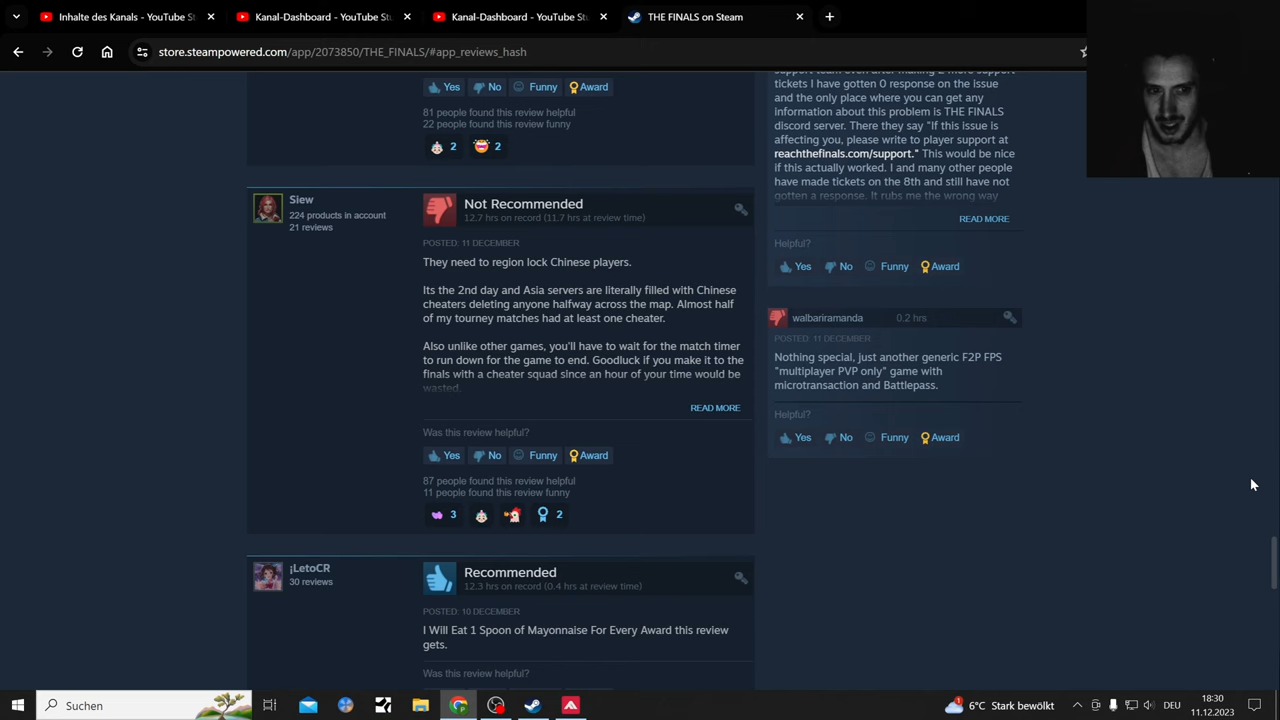 Inhalte des Kanals - YouTube S
Kanal-Dashboard - YouTube St
Kanal-Dashboard - YouTube St
THE FINALS on Steam
store.steampowered.com/app/2073850/THE_FINALS/#app_reviews_hash
Yes No Funny Award
81 people found this review helpful
22 people found this review funny
2 2
Siew
224 products in account
21 reviews
Not Recommended
12.7 hrs on record (11.7 hrs at review time)
POSTED: 11 DECEMBER
They need to region lock Chinese players.
Its the 2nd day and Asia servers are literally filled with Chinese
cheaters deleting anyone halfway across the map. Almost half
of my tourney matches had at least one cheater.
Also unlike other games, you'll have to wait for the match timer
to run down for the game to end. Goodluck if you make it to the
finals with a cheater squad since an hour of your time would be
wasted.
READ MORE
Was this review helpful?
Yes No Funny Award
87 people found this review helpful
11 people found this review funny
3 2
¡LetoCR
30 reviews
Recommended
12.3 hrs on record (0.4 hrs at review time)
POSTED: 10 DECEMBER
I Will Eat 1 Spoon of Mayonnaise For Every Award this review
gets.
Was this review helpful?
support team even after making 2 more support
tickets I have gotten 0 response on the issue
and the only place where you can get any
information about this problem is THE FINALS
discord server. There they say "If this issue is
affecting you, please write to player support at
reachthefinals.com/support." This would be nice
if this actually worked. I and many other people
have made tickets on the 8th and still have not
gotten a response. It rubs me the wrong way
READ MORE
Helpful?
Yes No Funny Award
walbariramanda 0.2 hrs
POSTED: 11 DECEMBER
Nothing special, just another generic F2P FPS
"multiplayer PVP only" game with
microtransaction and Battlepass.
Helpful?
Yes No Funny Award
Suchen
1
6°C Stark bewölkt
DEU
18:30
11.12.2023